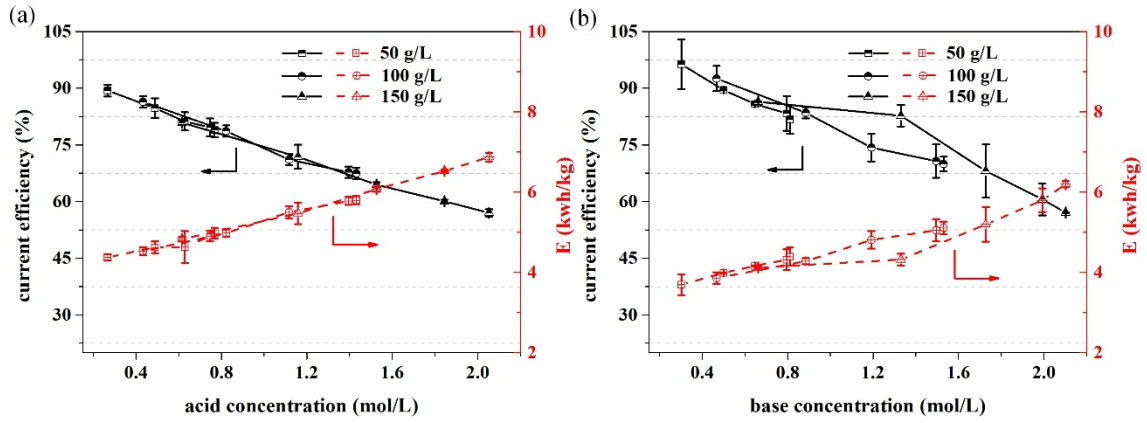 (a)
105
90
75
60
45
30
current efficiency (%)
0.4 0.8 1.2 1.6 2.0
acid concentration (mol/L)
50 g/L
100 g/L
150 g/L
10
8
6
4
2
E (kwh/kg)
(b)
105
90
75
60
45
30
current efficiency (%)
0.4 0.8 1.2 1.6 2.0
base concentration (mol/L)
50 g/L
100 g/L
150 g/L
10
8
6
4
2
E (kwh/kg)